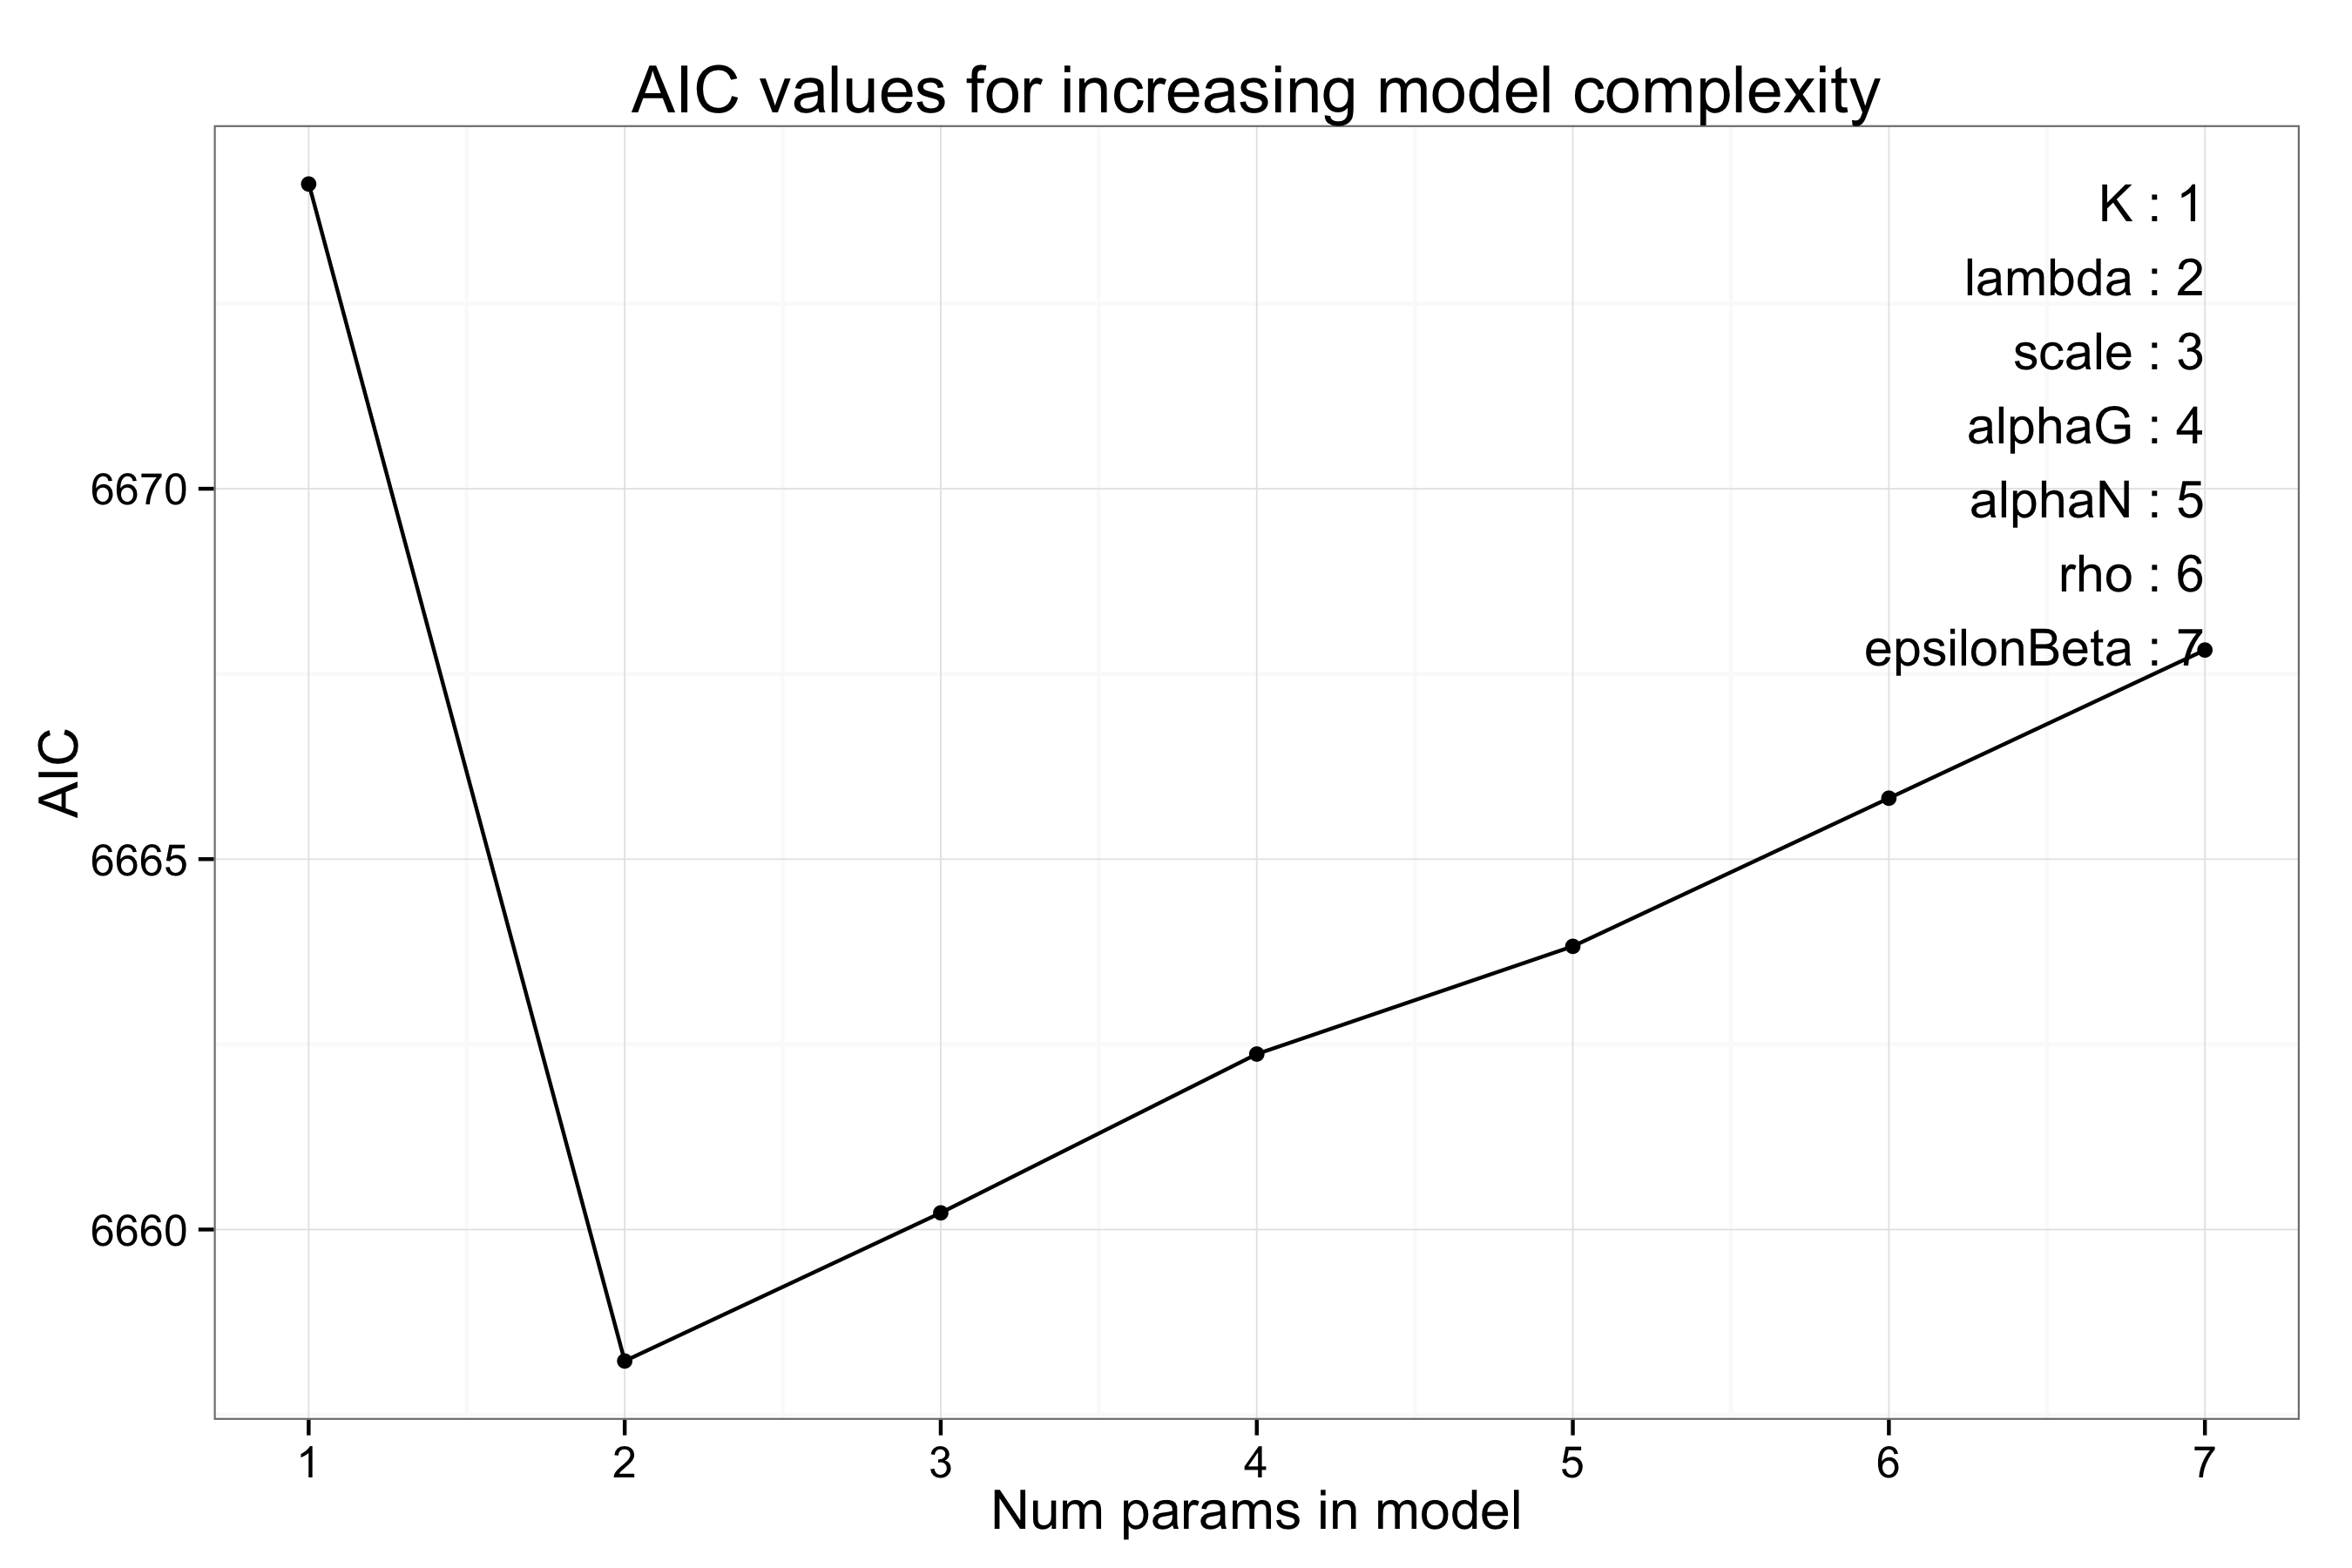 AIC values for increasing model complexity
K : 1
lambda : 2
scale : 3
alphaG : 4
alphaN : 5
rho : 6
epsilonBeta : 7
6670
6665
6660
AIC
1 2 3 4 5 6 7
Num params in model